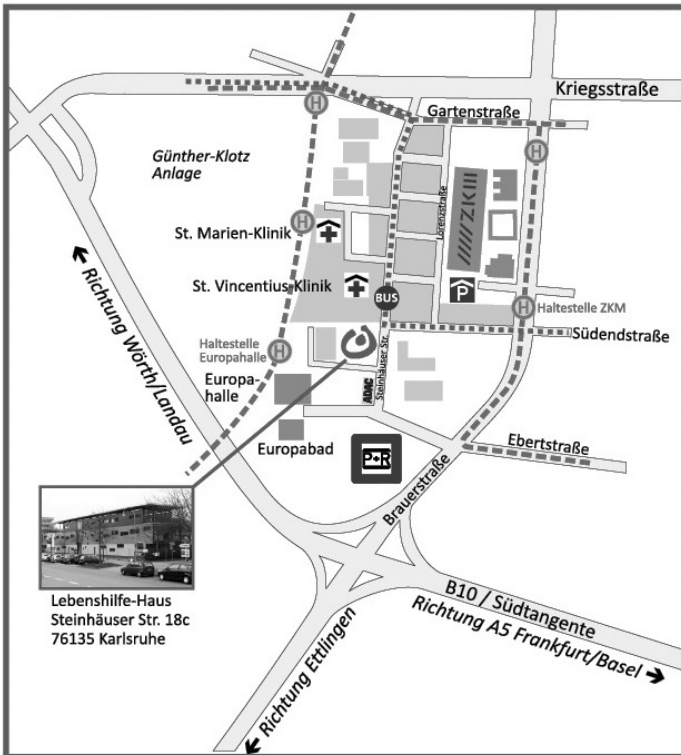 Kriegsstraße
Gartenstraße
H
H
Günther-Klotz
Anlage
Lorenzstraße
ZKM
H
St. Marien-Klinik
St. Vincentius-Klinik
P
BUS
H
Haltestelle ZKM
Südendstraße
Haltestelle
Europahalle
H
Steinhäuser Str.
Richtung Wörth/Landau
Europa-
halle
ADAC
Europabad
P+R
Ebertstraße
Brauerstraße
Lebenshilfe-Haus
Steinhäuser Str. 18c
76135 Karlsruhe
B10 / Südtangente
Richtung A5 Frankfurt/Basel
Richtung Ettlingen